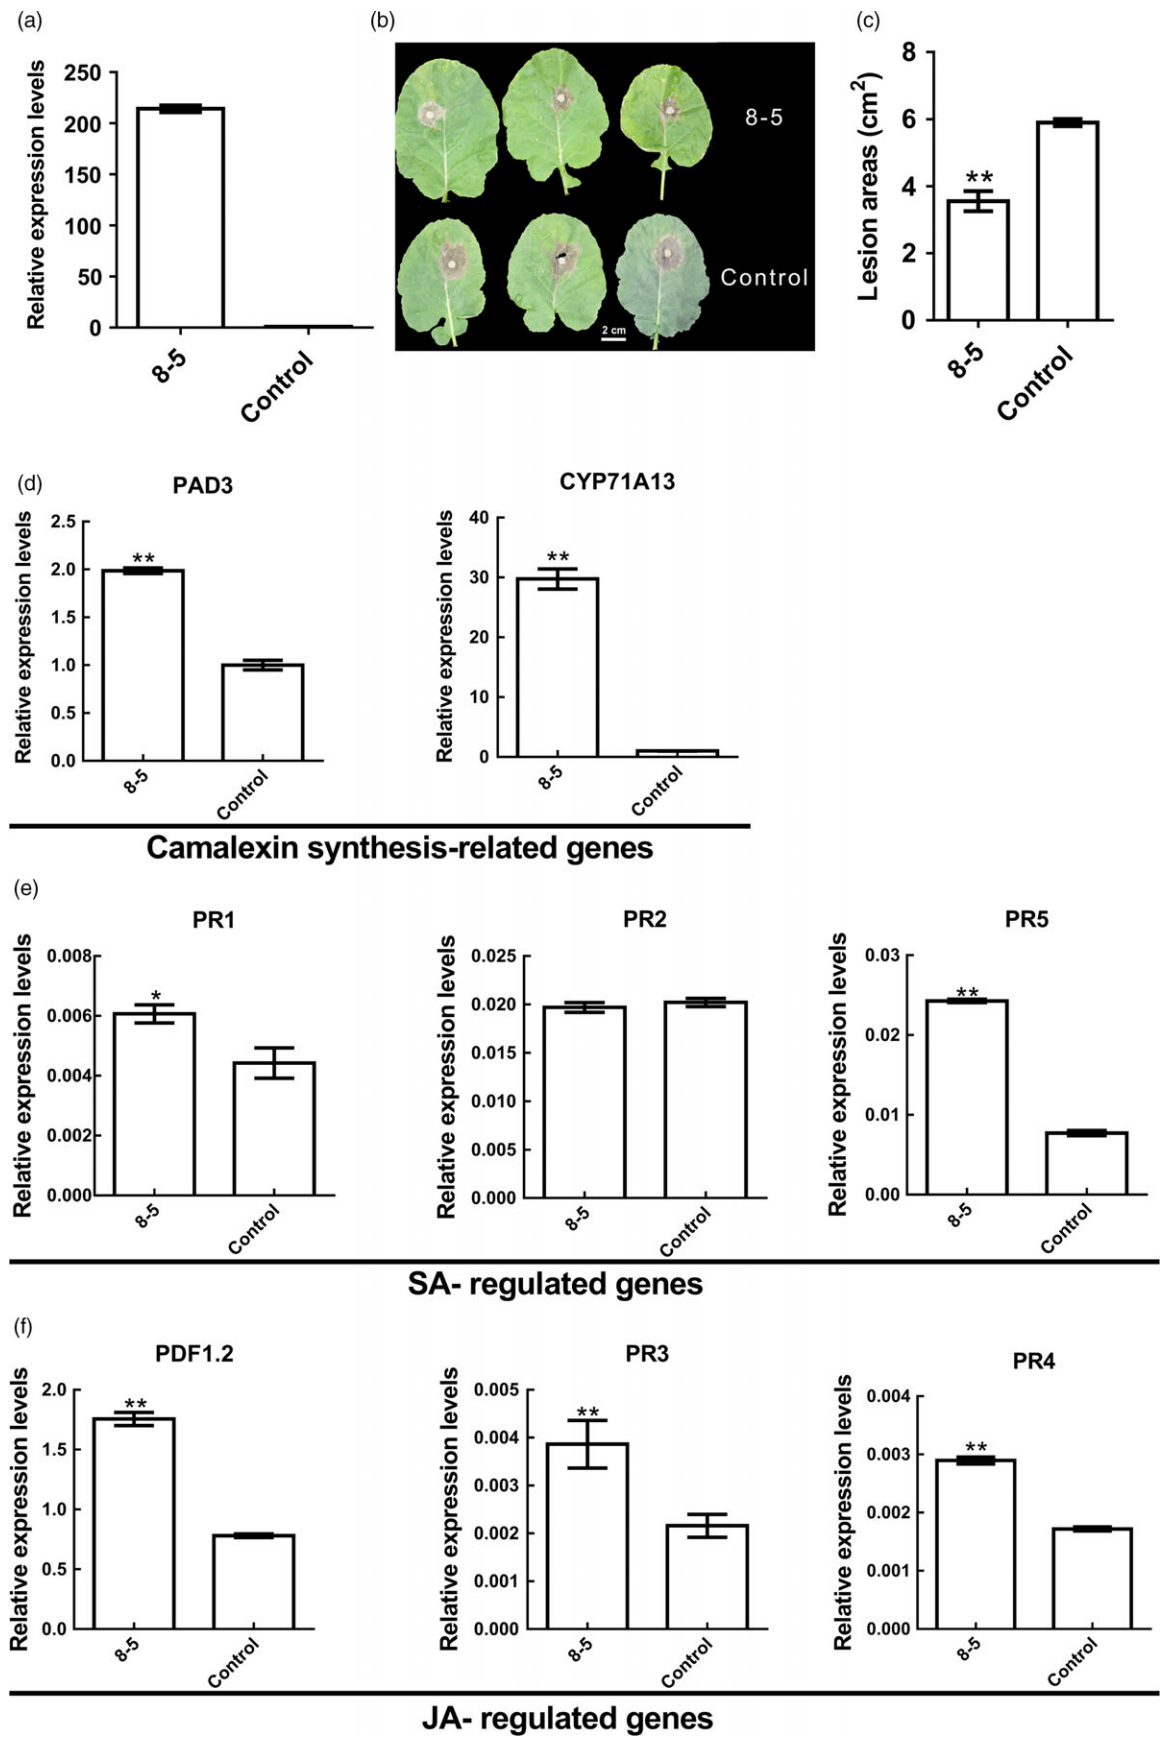 (a)
Relative expression levels
250
200
150
100
50
0
8-5
Control
(b)
8-5
Control
2 cm
(c)
Lesion areas (cm²)
8
6
4
2
0
**
8-5
Control
(d)
PAD3
Relative expression levels
2.5
2.0
1.5
1.0
0.5
0.0
**
8-5
Control
CYP71A13
Relative expression levels
40
30
20
10
0
**
8-5
Control
Camalexin synthesis-related genes
(e)
PR1
Relative expression levels
0.008
0.006
0.004
0.002
0.000
*
8-5
Control
PR2
Relative expression levels
0.025
0.020
0.015
0.010
0.005
0.000
8-5
Control
PR5
Relative expression levels
0.03
0.02
0.01
0.00
**
8-5
Control
SA- regulated genes
(f)
PDF1.2
Relative expression levels
2.0
1.5
1.0
0.5
0.0
**
8-5
Control
PR3
Relative expression levels
0.005
0.004
0.003
0.002
0.001
0.000
**
8-5
Control
PR4
Relative expression levels
0.004
0.003
0.002
0.001
0.000
**
8-5
Control
JA- regulated genes